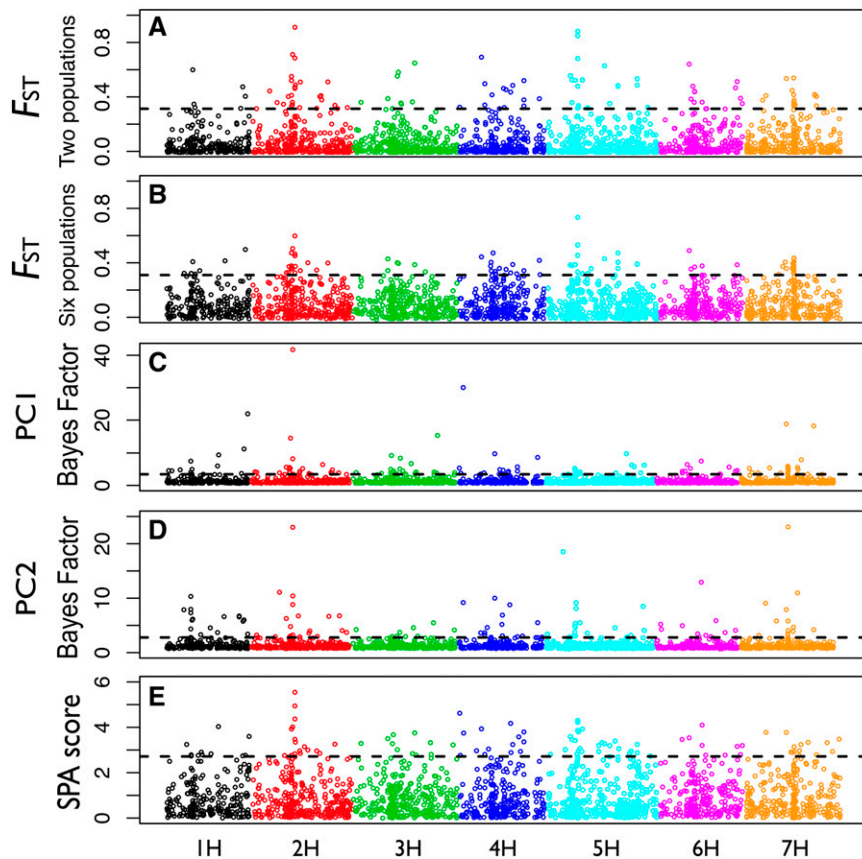 A
FST
Two populations
0.0
0.4
0.8
B
FST
Six populations
0.0
0.4
0.8
C
PC1
Bayes Factor
0
20
40
D
PC2
Bayes Factor
0
10
20
E
SPA score
0
2
4
6
1H 2H 3H 4H 5H 6H 7H